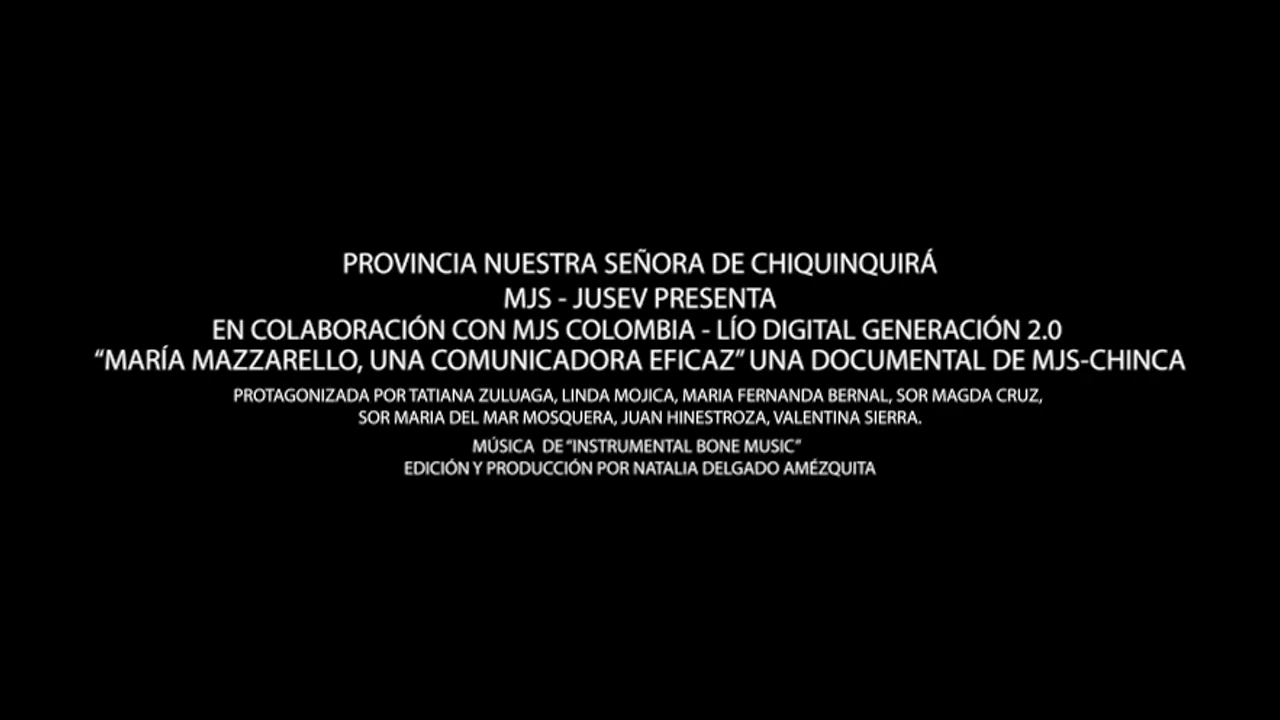 PROVINCIA NUESTRA SEÑORA DE CHIQUINQUIRÁ
MJS - JUSEV PRESENTA
EN COLABORACIÓN CON MJS COLOMBIA - LÍO DIGITAL GENERACIÓN 2.0
“MARÍA MAZZARELLO, UNA COMUNICADORA EFICAZ” UNA DOCUMENTAL DE MJS-CHINCA
PROTAGONIZADA POR TATIANA ZULUAGA, LINDA MOJICA, MARIA FERNANDA BERNAL, SOR MAGDA CRUZ,
SOR MARIA DEL MAR MOSQUERA, JUAN HINESTROZA, VALENTINA SIERRA.
MÚSICA DE “INSTRUMENTAL BONE MUSIC”
EDICIÓN Y PRODUCCIÓN POR NATALIA DELGADO AMÉZQUITA